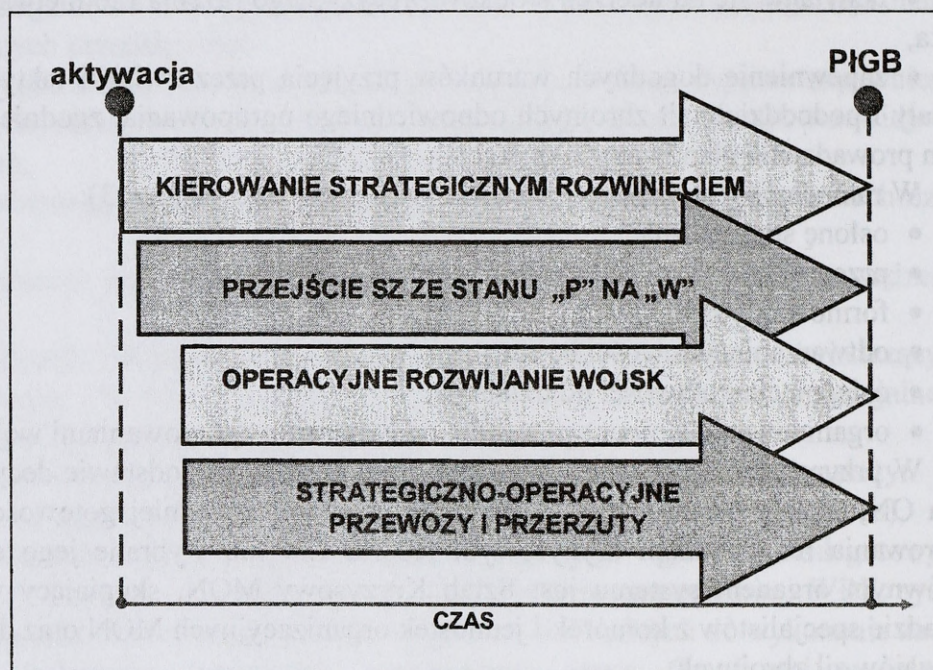 aktywacja
PłGB
KIEROWANIE STRATEGICZNYM ROZWINIĘCIEM
PRZEJŚCIE SZ ZE STANU „P” NA „W”
OPERACYJNE ROZWIJANIE WOJSK
STRATEGICZNO-OPERACYJNE
PRZEWOZY I PRZERZUTY
CZAS